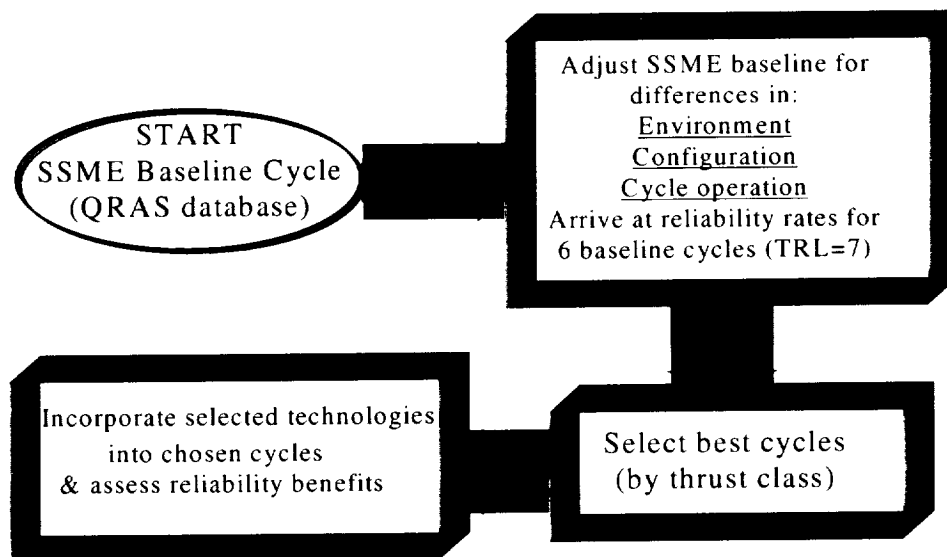 START
SSME Baseline Cycle
(QRAS database)
Adjust SSME baseline for
differences in:
Environment
Configuration
Cycle operation
Arrive at reliability rates for
6 baseline cycles (TRL=7)
Select best cycles
(by thrust class)
Incorporate selected technologies
into chosen cycles
& assess reliability benefits